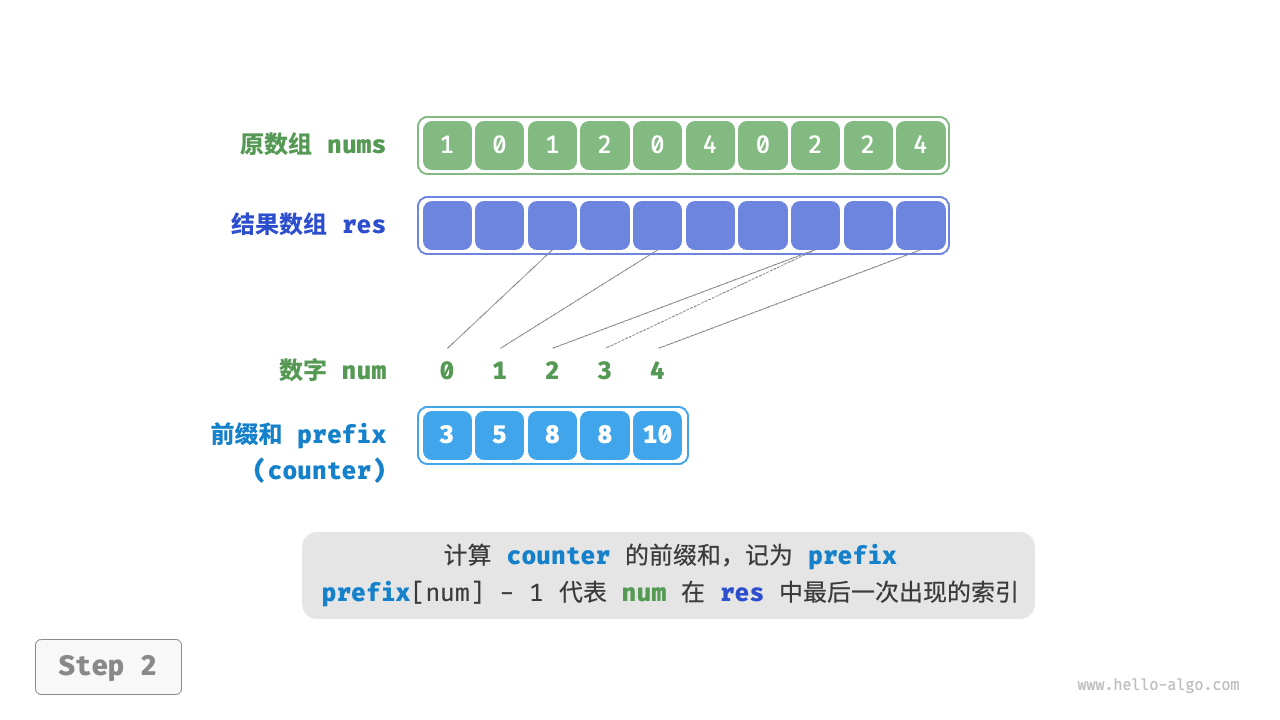 原数组 nums 1 0 1 2 0 4 0 2 2 4
结果数组 res
数字 num 0 1 2 3 4
前缀和 prefix 3 5 8 8 10
(counter)
计算 counter 的前缀和，记为 prefix
prefix[num] - 1 代表 num 在 res 中最后一次出现的索引
Step 2
www.hello-algo.com